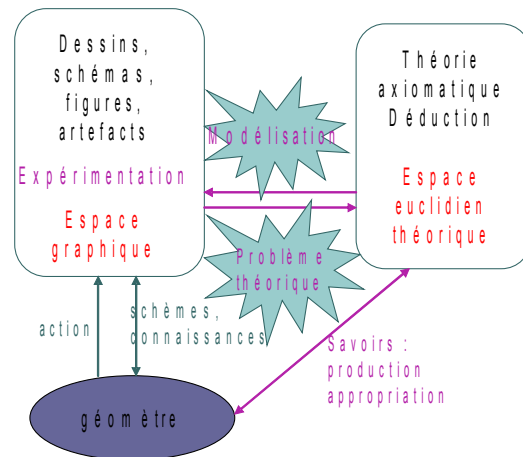 Dessins,
schémas,
figures,
artefacts
Expérimentation
Espace
graphique
Modélisation
Problème
théorique
Théorie
axiomatique
Déduction
Espace
euclidien
théorique
action
schèmes,
connaissances
Savoirs :
production
appropriation
géomètre